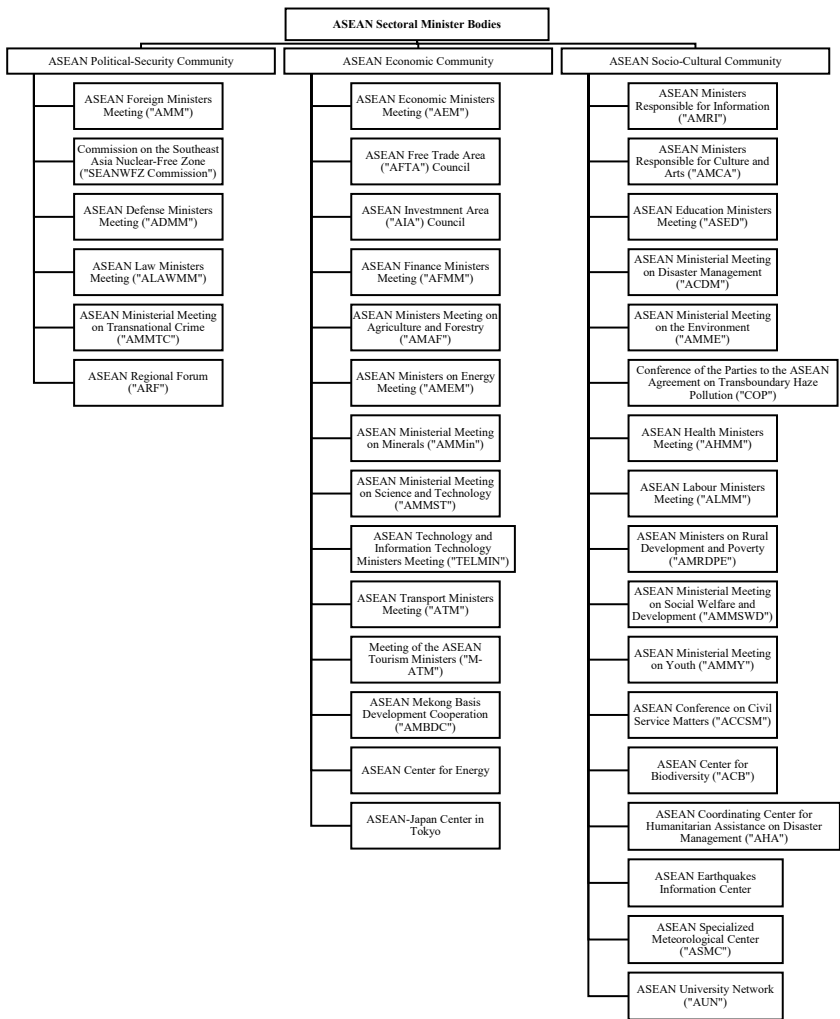 ASEAN Sectoral Minister Bodies
ASEAN Political-Security Community
ASEAN Foreign Ministers
Meeting ("AMM")
Commission on the Southeast
Asia Nuclear-Free Zone
("SEANWFZ Commission")
ASEAN Defense Ministers
Meeting ("ADMM")
ASEAN Law Ministers
Meeting ("ALAWMM")
ASEAN Ministerial Meeting
on Transnational Crime
("AMMTC")
ASEAN Regional Forum
("ARF")
ASEAN Economic Community
ASEAN Economic Ministers
Meeting ("AEM")
ASEAN Free Trade Area
("AFTA") Council
ASEAN Investmnent Area
("AIA") Council
ASEAN Finance Ministers
Meeting ("AFMM")
ASEAN Ministers Meeting on
Agriculture and Forestry
("AMAF")
ASEAN Ministers on Energy
Meeting ("AMEM")
ASEAN Ministerial Meeting
on Minerals ("AMMin")
ASEAN Ministerial Meeting
on Science and Technology
("AMMST")
ASEAN Technology and
Information Technology
Ministers Meeting ("TELMIN")
ASEAN Transport Ministers
Meeting ("ATM")
Meeting of the ASEAN
Tourism Ministers ("M-
ATM")
ASEAN Mekong Basis
Development Cooperation
("AMBDC")
ASEAN Center for Energy
ASEAN-Japan Center in
Tokyo
ASEAN Socio-Cultural Community
ASEAN Ministers
Responsible for Information
("AMRI")
ASEAN Ministers
Responsible for Culture and
Arts ("AMCA")
ASEAN Education Ministers
Meeting ("ASED")
ASEAN Ministerial Meeting
on Disaster Management
("ACDM")
ASEAN Ministerial Meeting
on the Environment
("AMME")
Conference of the Parties to the ASEAN
Agreement on Transboundary Haze
Pollution ("COP")
ASEAN Health Ministers
Meeting ("AHMM")
ASEAN Labour Ministers
Meeting ("ALMM")
ASEAN Ministers on Rural
Development and Poverty
("AMRDPE")
ASEAN Ministerial Meeting
on Social Welfare and
Development ("AMMSWD")
ASEAN Ministerial Meeting
on Youth ("AMMY")
ASEAN Conference on Civil
Service Matters ("ACCSM")
ASEAN Center for
Biodiversity ("ACB")
ASEAN Coordinating Center for
Humanitarian Assistance on Disaster
Management ("AHA")
ASEAN Earthquakes
Information Center
ASEAN Specialized
Meteorological Center
("ASMC")
ASEAN University Network
("AUN")